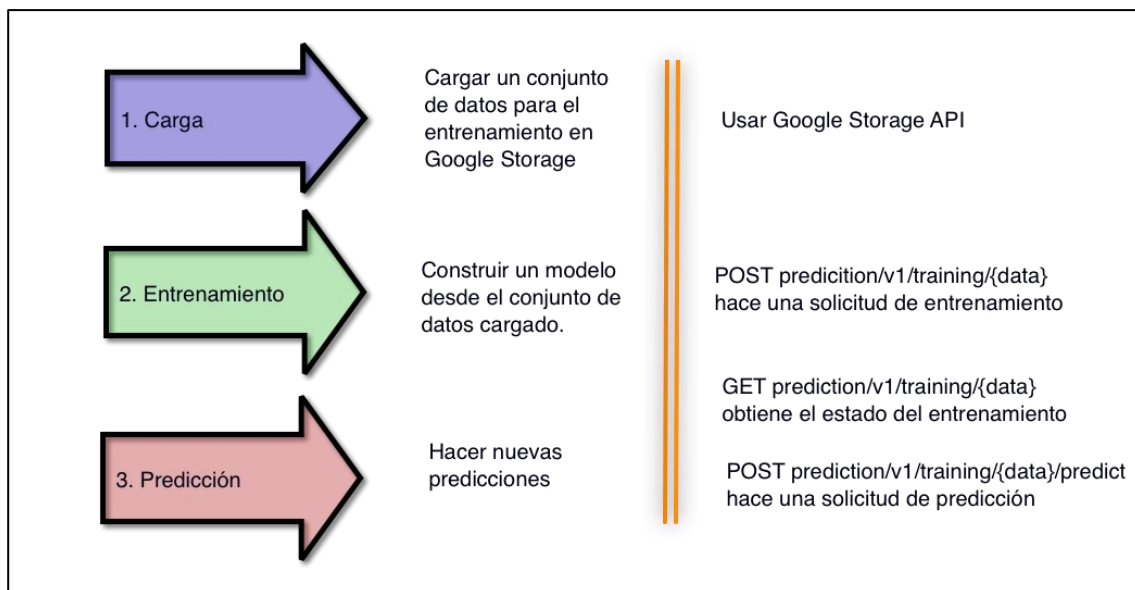 1. Carga
Cargar un conjunto
de datos para el
entrenamiento en
Google Storage
Usar Google Storage API
2. Entrenamiento
Construir un modelo
desde el conjunto de
datos cargado.
POST predicition/v1/training/{data}
hace una solicitud de entrenamiento
GET prediction/v1/training/{data}
obtiene el estado del entrenamiento
3. Predicción
Hacer nuevas
predicciones
POST prediction/v1/training/{data}/predict
hace una solicitud de predicción